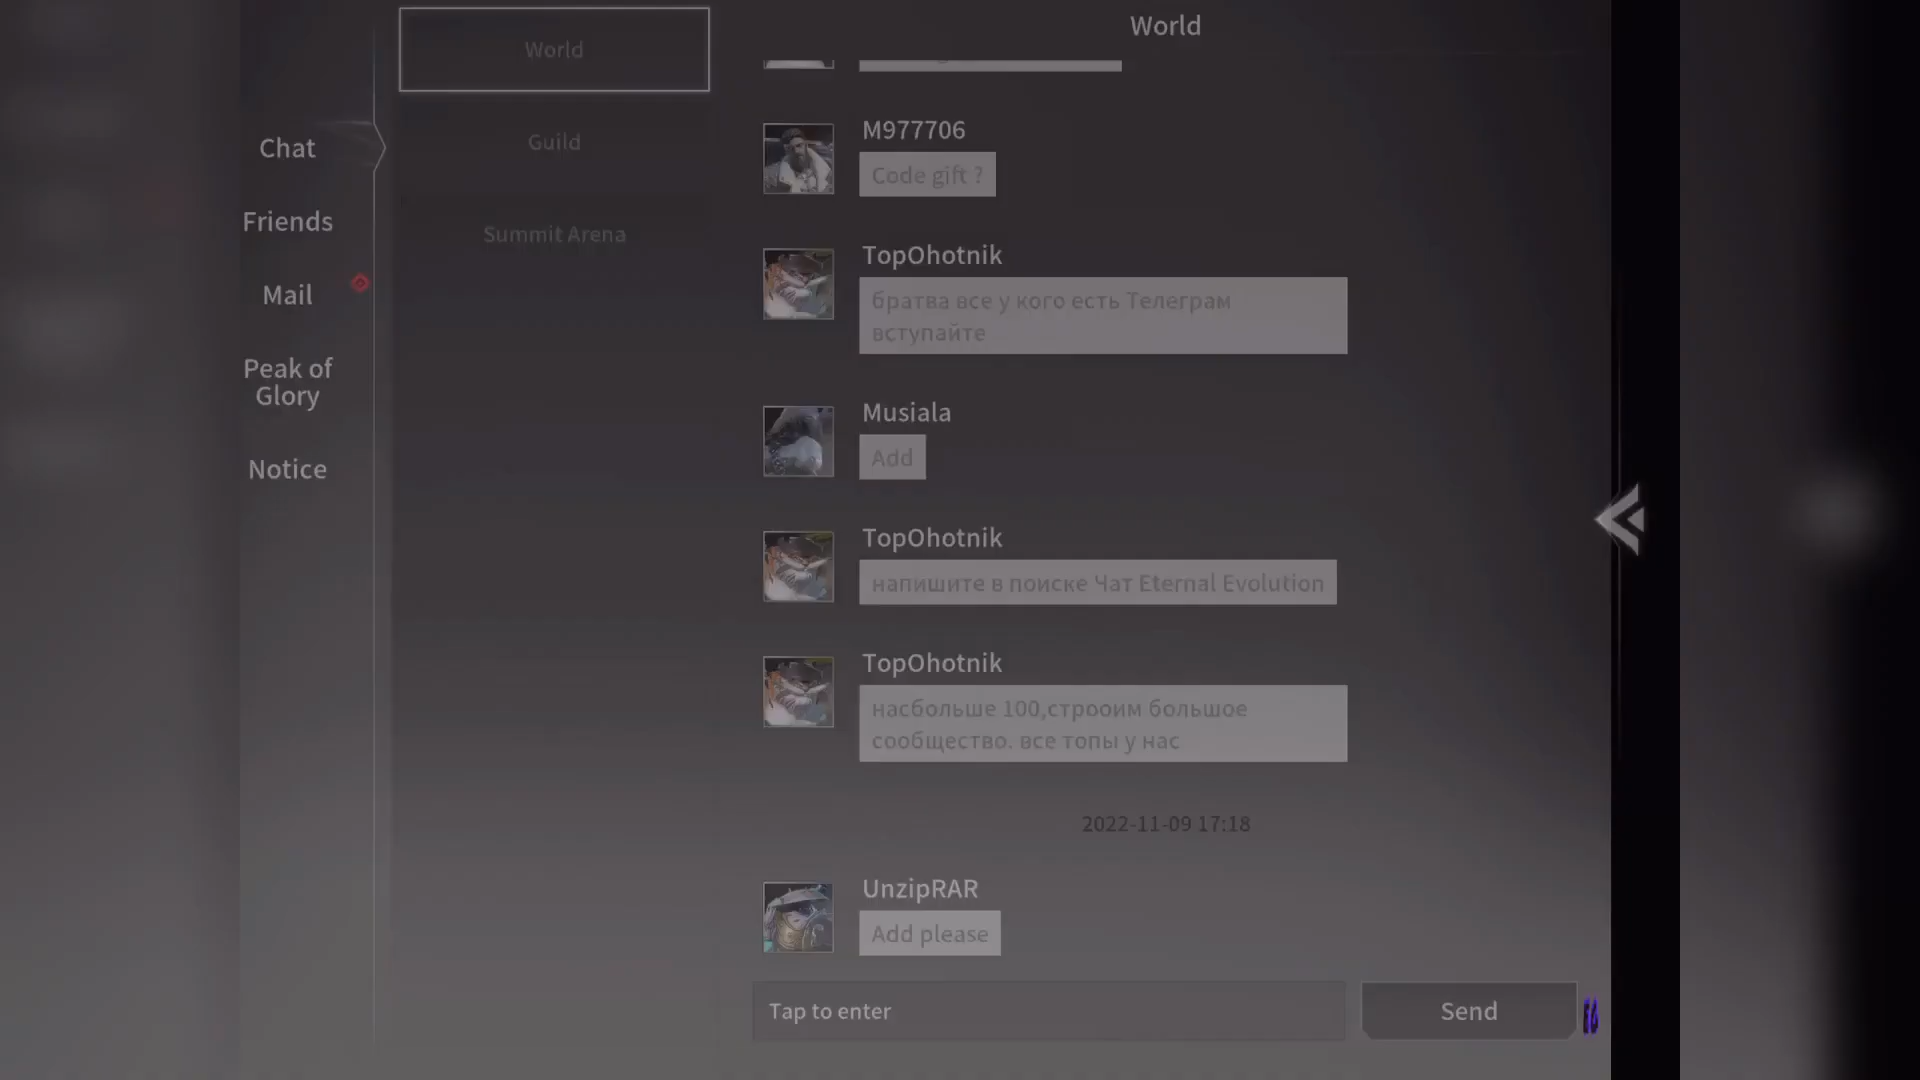 World
World
Guild
Summit Arena
Chat
Friends
Mail
Peak of
Glory
Notice
M977706
Code gift ?
TopOhotnik
братва все у кого есть Телеграм
вступайте
Musiala
Add
TopOhotnik
напишите в поиске Чат Eternal Evolution
TopOhotnik
насбольше 100,строоим большое
сообщество. все топы у нас
2022-11-09 17:18
UnzipRAR
Add please
Tap to enter
Send